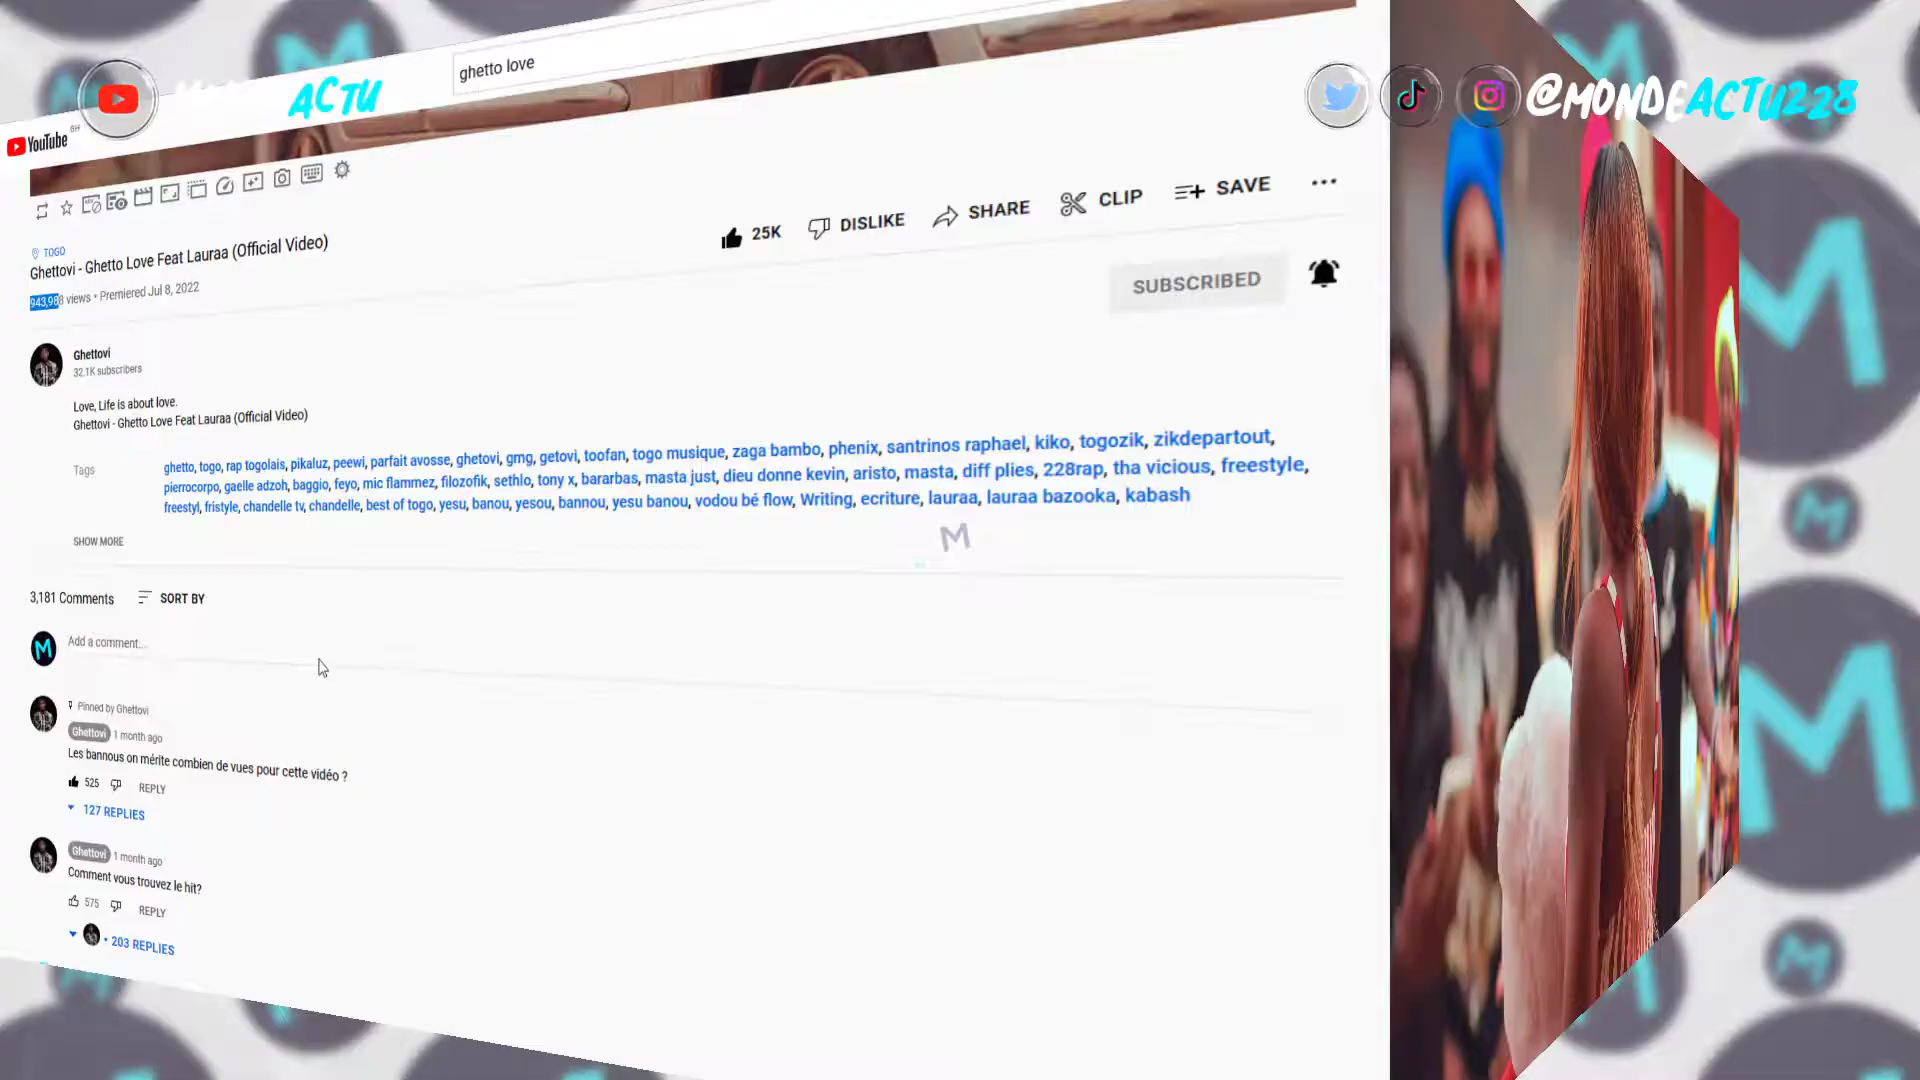 ghetto love
ACTU
@MONDEACTU228
YouTube GH
TOGO
Ghettovi - Ghetto Love Feat Lauraa (Official Video)
943,988 views • Premiered Jul 8, 2022
25K DISLIKE SHARE CLIP SAVE
SUBSCRIBED
Ghettovi
32.1K subscribers
Love, Life is about love.
Ghettovi - Ghetto Love Feat Lauraa (Official Video)
Tags
ghetto, togo, rap togolais, pikaluz, peewi, parfait avosse, ghetovi, gmg, getovi, toofan, togo musique, zaga bambo, phenix, santrinos raphael, kiko, togozik, zikdepartout,
pierrocorpo, gaelle adzoh, baggio, feyo, mic flammez, filozofik, sethlo, tony x, bararbas, masta just, dieu donne kevin, aristo, masta, diff plies, 228rap, tha vicious, freestyle,
freestyl, fristyle, chandelle tv, chandelle, best of togo, yesu, banou, yesou, bannou, yesu banou, vodou bé flow, Writing, ecriture, lauraa, lauraa bazooka, kabash
M
SHOW MORE
3,181 Comments SORT BY
M
Add a comment...
Pinned by Ghettovi
Ghettovi 1 month ago
Les bannous on mérite combien de vues pour cette vidéo ?
525 REPLY
127 REPLIES
Ghettovi 1 month ago
Comment vous trouvez le hit?
575 REPLY
• 203 REPLIES